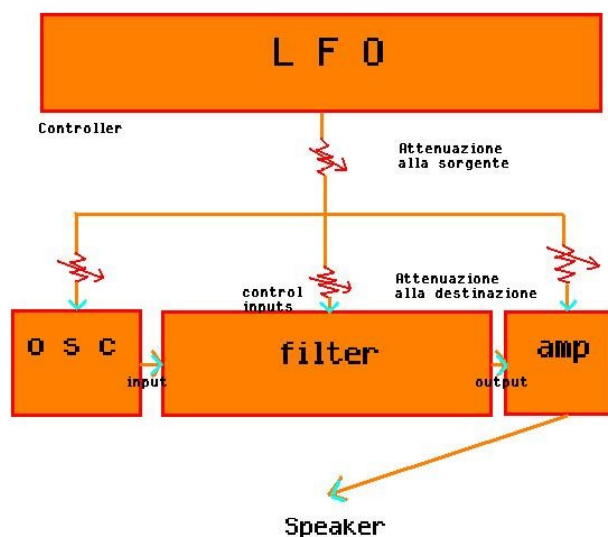 L F O
Controller
Attenuazione
alla sorgente
control
inputs
Attenuazione
alla destinazione
o s c
input
filter
output
amp
Speaker